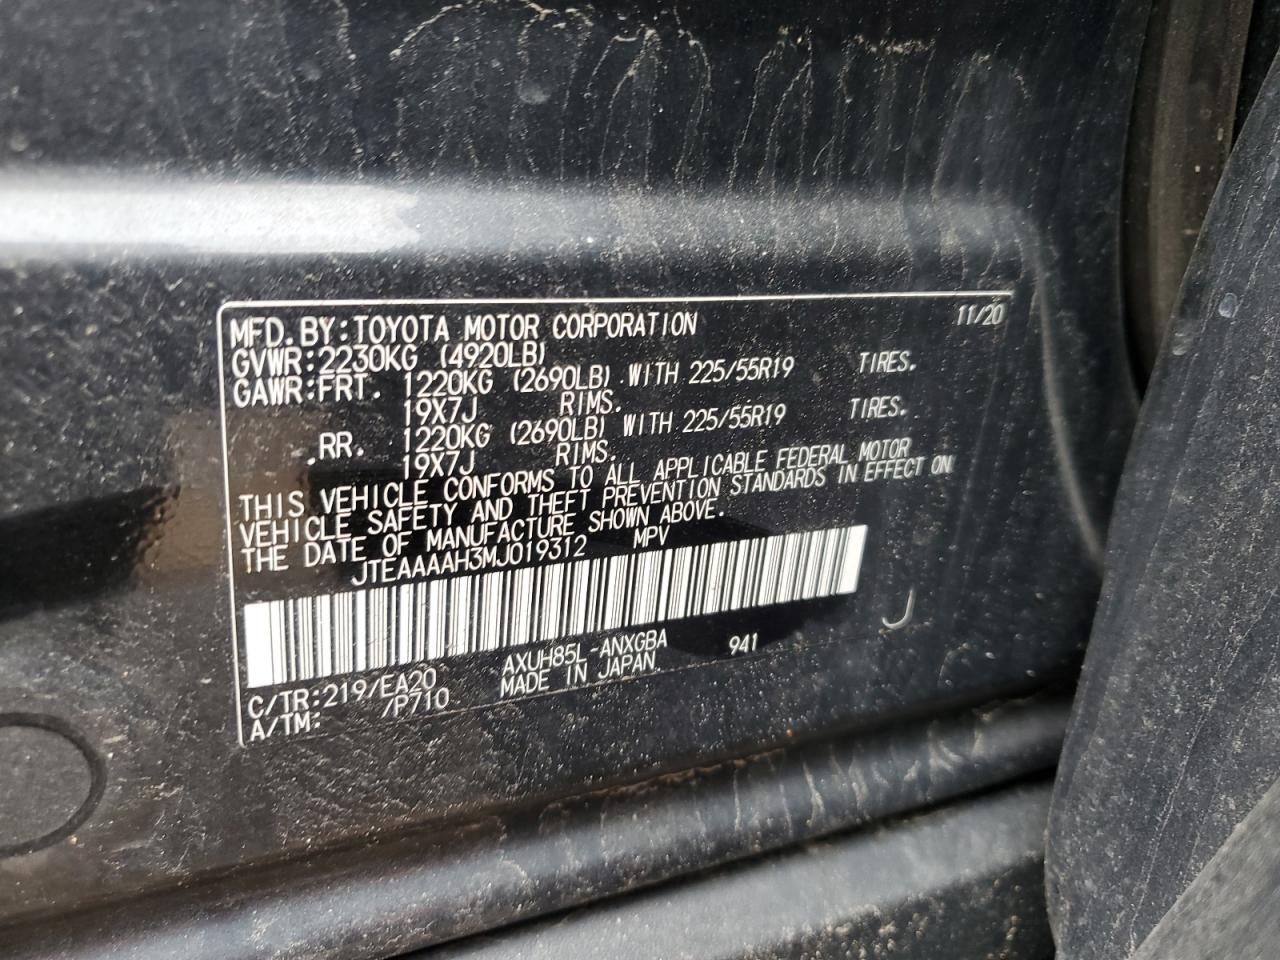 MFD.BY:TOYOTA MOTOR CORPORATION 11/20
GVWR:2230KG (4920LB)
GAWR:FRT. 1220KG (2690LB) WITH 225/55R19 TIRES.
19X7J RIMS.
RR. 1220KG (2690LB) WITH 225/55R19 TIRES.
19X7J RIMS.
THIS VEHICLE CONFORMS TO ALL APPLICABLE FEDERAL MOTOR
VEHICLE SAFETY AND THEFT PREVENTION STANDARDS IN EFFECT ON
THE DATE OF MANUFACTURE SHOWN ABOVE.
JTEAAAAH3MJ019312 MPV
J
C/TR:219/EA20 AXUH85L-ANXGBA 941
A/TM: /P710 MADE IN JAPAN.